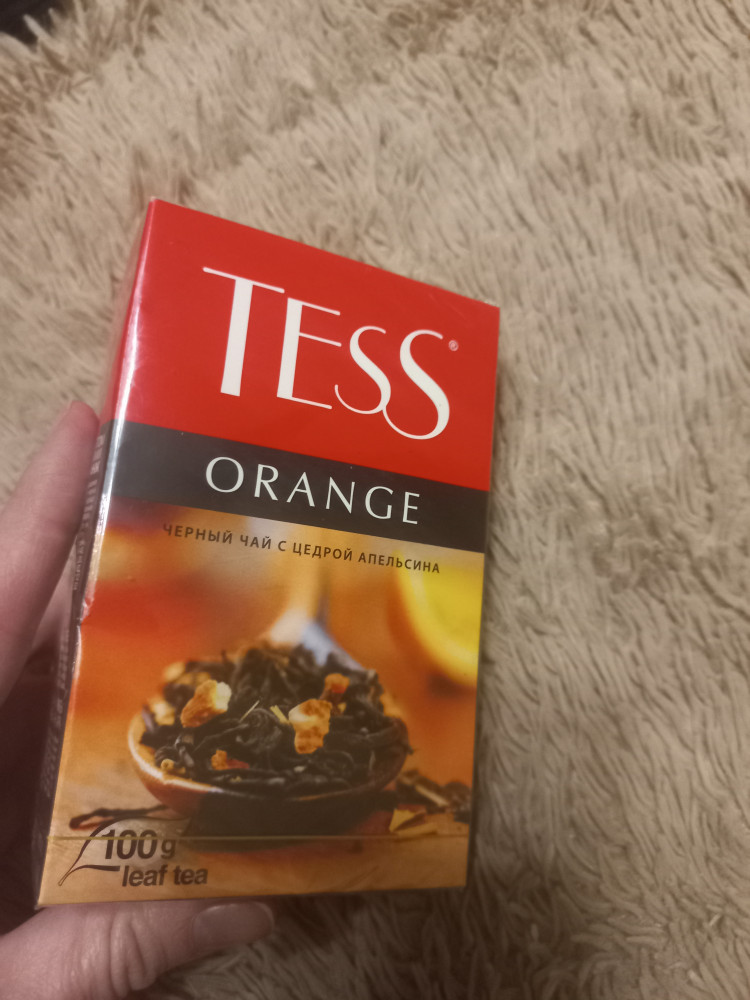 TESS®
ORANGE
ЧЕРНЫЙ ЧАЙ С ЦЕДРОЙ АПЕЛЬСИНА
100g
leaf tea